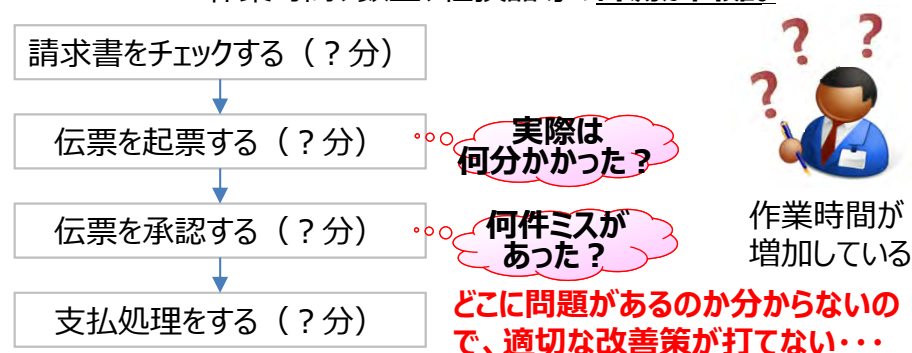 請求書をチェックする（？分）
伝票を起票する（？分）
実際は
何分かかった？
伝票を承認する（？分）
何件ミスが
あった？
支払処理をする（？分）
作業時間が
増加している
どこに問題があるのか分からないの
で、適切な改善策が打てない・・・